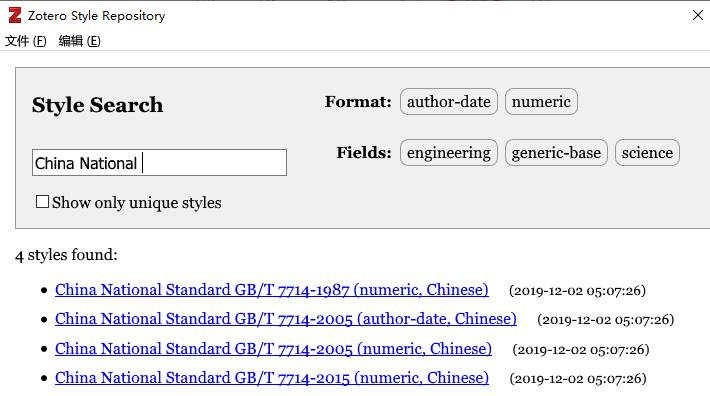 Zotero Style Repository
文件 (F) 编辑 (E)
Style Search
Format: author-date numeric
China National
Fields: engineering generic-base science
Show only unique styles
4 styles found:
China National Standard GB/T 7714-1987 (numeric, Chinese) (2019-12-02 05:07:26)
China National Standard GB/T 7714-2005 (author-date, Chinese) (2019-12-02 05:07:26)
China National Standard GB/T 7714-2005 (numeric, Chinese) (2019-12-02 05:07:26)
China National Standard GB/T 7714-2015 (numeric, Chinese) (2019-12-02 05:07:26)